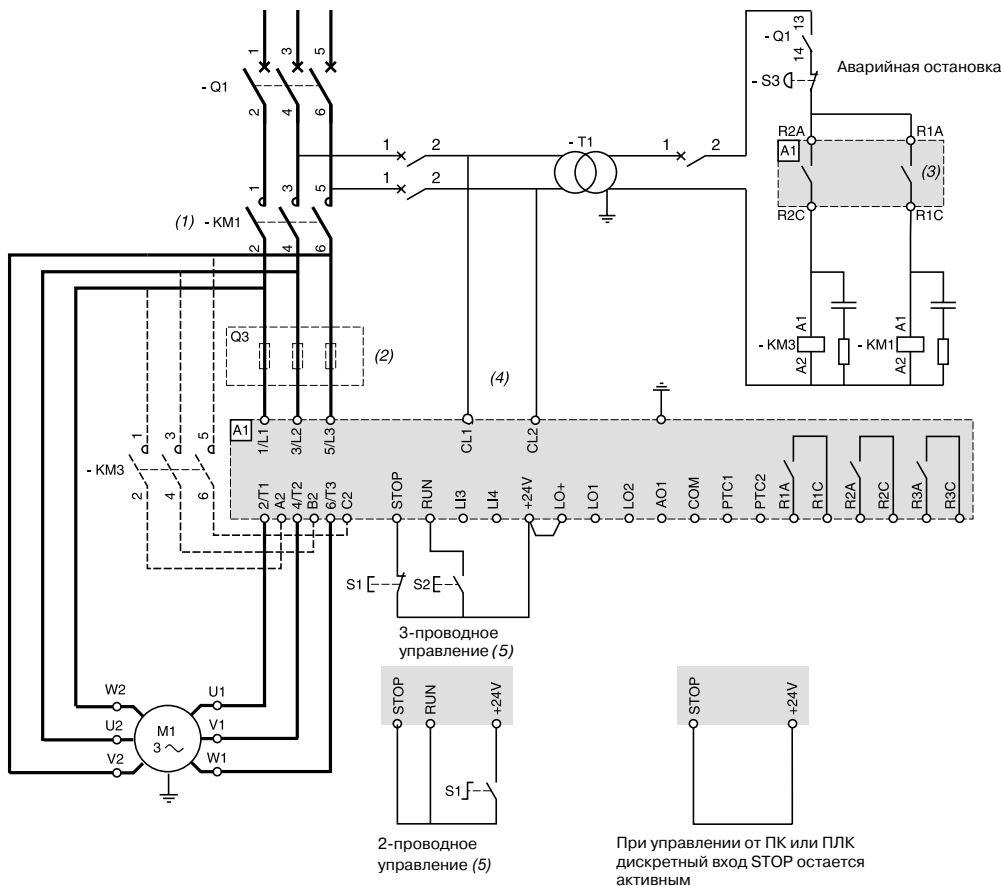 1 3 5
- Q1
2 4 6
13
- Q1
14
- S3
Аварийная остановка
1 2
1 2
- T1
1 2
R2A R1A
A1
(3)
R2C R1C
1 3 5
(1) - KM1
2 4 6
A1 A1
- KM3 - KM1
A2 A2
Q3
(2)
(4)
1 3 5
- KM3
2 4 6
A1
1/L1 3/L2 5/L3 CL1 CL2
2/T1 A2 4/T2 B2 6/T3 C2 STOP RUN LI3 LI4 +24V LO+ LO1 LO2 AO1 COM PTC1 PTC2 R1A R1C R2A R2C R3A R3C
S1 S2
3-проводное
управление (5)
STOP RUN +24V
S1
2-проводное
управление (5)
STOP +24V
При управлении от ПК или ПЛК
дискретный вход STOP остается
активным
W2 U1
U2 V1
V2 W1
M1
3 ~